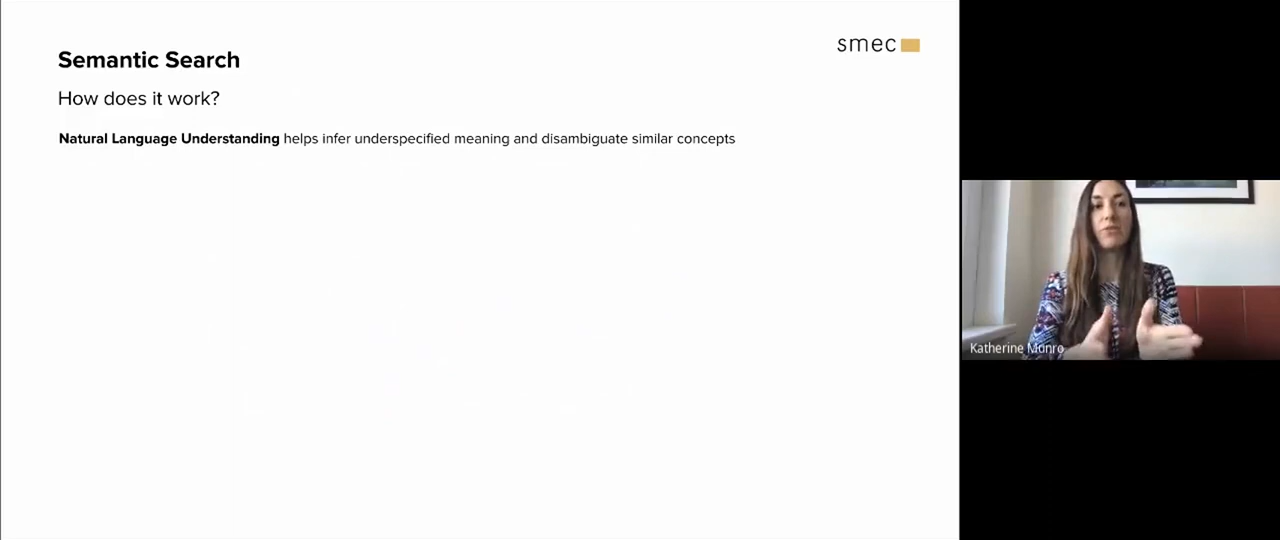 Semantic Search
smec
How does it work?
Natural Language Understanding helps infer underspecified meaning and disambiguate similar concepts
Katherine Munro